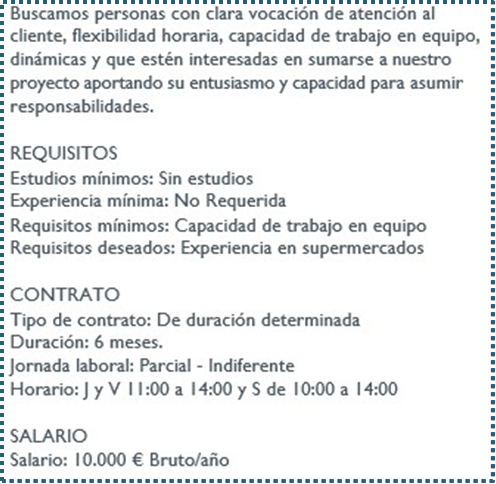 Buscamos personas con clara vocación de atención al
cliente, flexibilidad horaria, capacidad de trabajo en equipo,
dinámicas y que estén interesadas en sumarse a nuestro
proyecto aportando su entusiasmo y capacidad para asumir
responsabilidades.
REQUISITOS
Estudios mínimos: Sin estudios
Experiencia mínima: No Requerida
Requisitos mínimos: Capacidad de trabajo en equipo
Requisitos deseados: Experiencia en supermercados
CONTRATO
Tipo de contrato: De duración determinada
Duración: 6 meses.
Jornada laboral: Parcial - Indiferente
Horario: J y V 11:00 a 14:00 y S de 10:00 a 14:00
SALARIO
Salario: 10.000 € Bruto/año